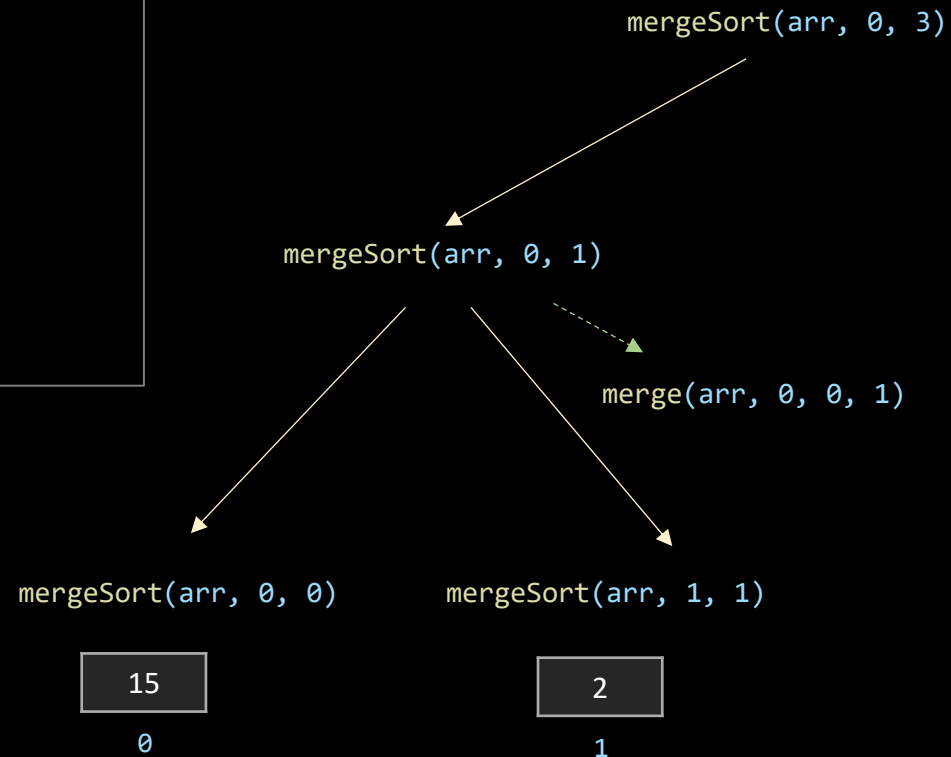 mergeSort(arr, 0, 3)
mergeSort(arr, 0, 1)
merge(arr, 0, 0, 1)
mergeSort(arr, 0, 0)
mergeSort(arr, 1, 1)
15
2
0
1